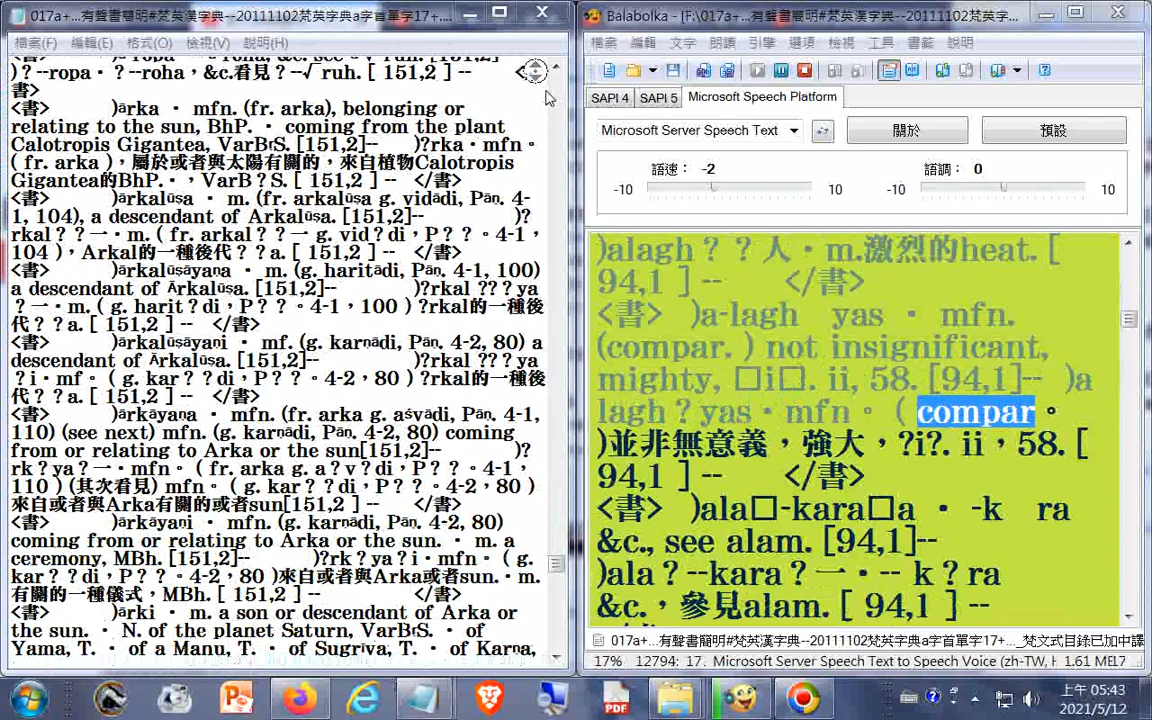 017a+...有聲書簡明#梵英漢字典--20111102梵英字典a字首單字17+...
檔案(F) 編輯(E) 格式(O) 檢視(V) 說明(H)
)?--ropa・?--roha，&c.看見?--√ ruh. [ 151,2 ] --
書>
<書> )ārka ・ mfn. (fr. arka), belonging or
relating to the sun, BhP. ・ coming from the plant
Calotropis Gigantea, VarBṛS. [151,2]-- )?rka・mfn。
( fr. arka )，屬於或者與太陽有關的，來自植物Calotropis
Gigantea的BhP.・，VarB？S. [ 151,2 ] -- </書>
<書> )ārkalūṣa ・ m. (fr. arkalūṣa g. vidādi, Pāṇ. 4-
1, 104), a descendant of Arkalūṣa. [151,2]-- )?
rkal？？一・m. ( fr. arkal？？一 g. vid？di，P？？。4-1，
104 )，Arkal的一種後代？？a. [ 151,2 ] -- </書>
<書> )ārkalūṣāyaṇa ・ m. (g. haritādi, Pāṇ. 4-1, 100)
a descendant of Ārkalūṣa. [151,2]-- )?rkal ???ya
？一・m. ( g. harit？di，P？？。4-1，100 ) ?rkal的一種後
代？？a. [ 151,2 ] -- </書>
<書> )ārkalūṣāyaṇi ・ mf. (g. karṇādi, Pāṇ. 4-2, 80) a
descendant of Ārkalūṣa. [151,2]-- )?rkal ???ya
？i・mf。( g. kar？？di，P？？。4-2，80 ) ?rkal的一種後
代？？a. [ 151,2 ] -- </書>
<書> )ārkāyaṇa ・ mfn. (fr. arka g. aśvādi, Pāṇ. 4-1,
110) (see next) mfn. (g. karṇādi, Pāṇ. 4-2, 80) coming
from or relating to Arka or the sun[151,2]-- )?
rk？ya？一・mfn。( fr. arka g. a？v？di，P？？。4-1，
110 ) (其次看見) mfn。( g. kar？？di，P？？。4-2，80 )
來自或者與Arka有關的或者sun[151,2]-- </書>
<書> )ārkāyaṇi ・ mfn. (g. karṇādi, Pāṇ. 4-2, 80)
coming from or relating to Arka or the sun. ・ m. a
ceremony, MBh. [151,2]-- )?rk？ya？i・mfn。( g.
kar？？di，P？？。4-2，80 )來自或者與Arka或者sun.・m.
有關的一種儀式，MBh. [ 151,2 ] -- </書>
<書> )ārki ・ m. a son or descendant of Arka or
the sun. ・ N. of the planet Saturn, VarBṛS. ・ of
Yama, T. ・ of a Manu, T. ・ of Sugrīva, T. ・ of Karṇa,
Balabolka - [F:\017a+...有聲書簡明#梵英漢字典--20111102梵英字...
檔案 編輯 文字 朗讀 引擎 選項 檢視 工具 書籤 說明
SAPI 4 SAPI 5 Microsoft Speech Platform
Microsoft Server Speech Text 關於 預設
語速： -2 語調： 0
-10 10 -10 10
)alagh？？人・m.激烈的heat. [
94,1 ] -- </書>
<書> )a-lagh yas ・ mfn.
(compar. ) not insignificant,
mighty, □i□. ii, 58. [94,1]-- )a
lagh？yas・mfn。( compar。
)並非無意義，強大，?i?. ii，58. [
94,1 ] -- </書>
<書> )ala□-kara□a ・ -k ra
&c., see alam. [94,1]--
)ala？--kara？一・-- k？ra
&c.，參見alam. [ 94,1 ] --
017a+...有聲書簡明#梵英漢字典--20111102梵英字典a字首單字17+..._梵文式目錄已加中譯
17% 12794: 17. Microsoft Server Speech Text to Speech Voice (zh-TW, H 1.61 MB
上午 05:43
2021/5/12